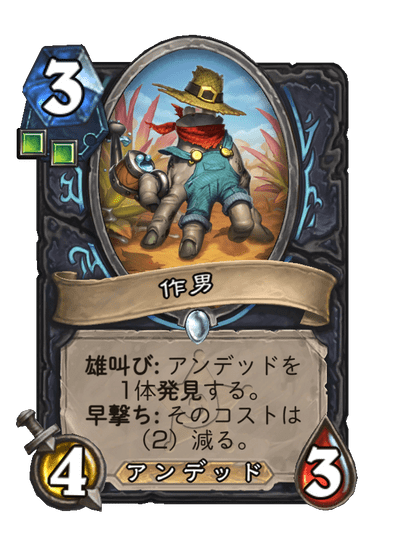 3
作男
雄叫び: アンデッドを
1体発見する。
早撃ち: そのコストは
（2）減る。
4
アンデッド
3